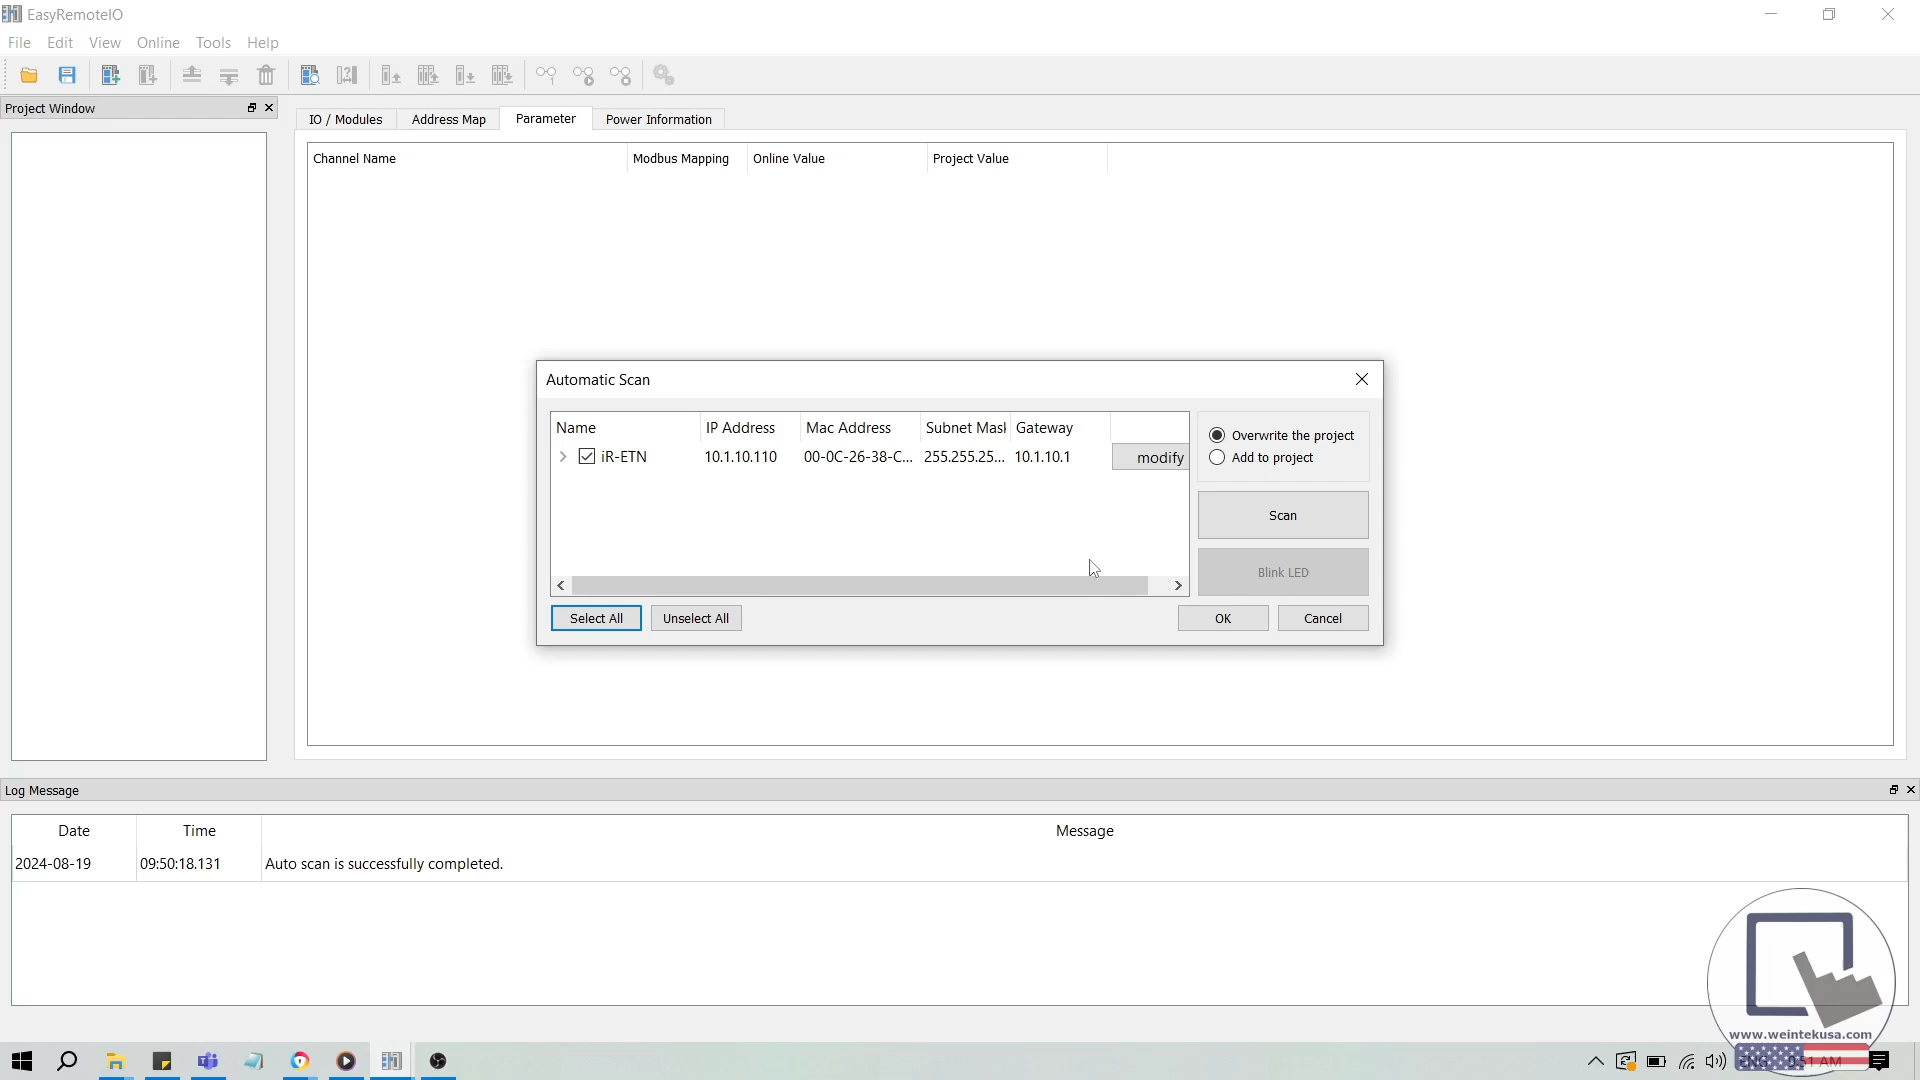 EasyRemoteIO
File Edit View Online Tools Help
Project Window
IO / Modules Address Map Parameter Power Information
Channel Name Modbus Mapping Online Value Project Value
Automatic Scan
Name IP Address Mac Address Subnet Mask Gateway
iR-ETN 10.1.10.110 00-0C-26-38-C... 255.255.25... 10.1.10.1 modify
Overwrite the project
Add to project
Scan
Blink LED
Select All Unselect All OK Cancel
Log Message
Date Time Message
2024-08-19 09:50:18.131 Auto scan is successfully completed.
www.weintekusa.com
AM